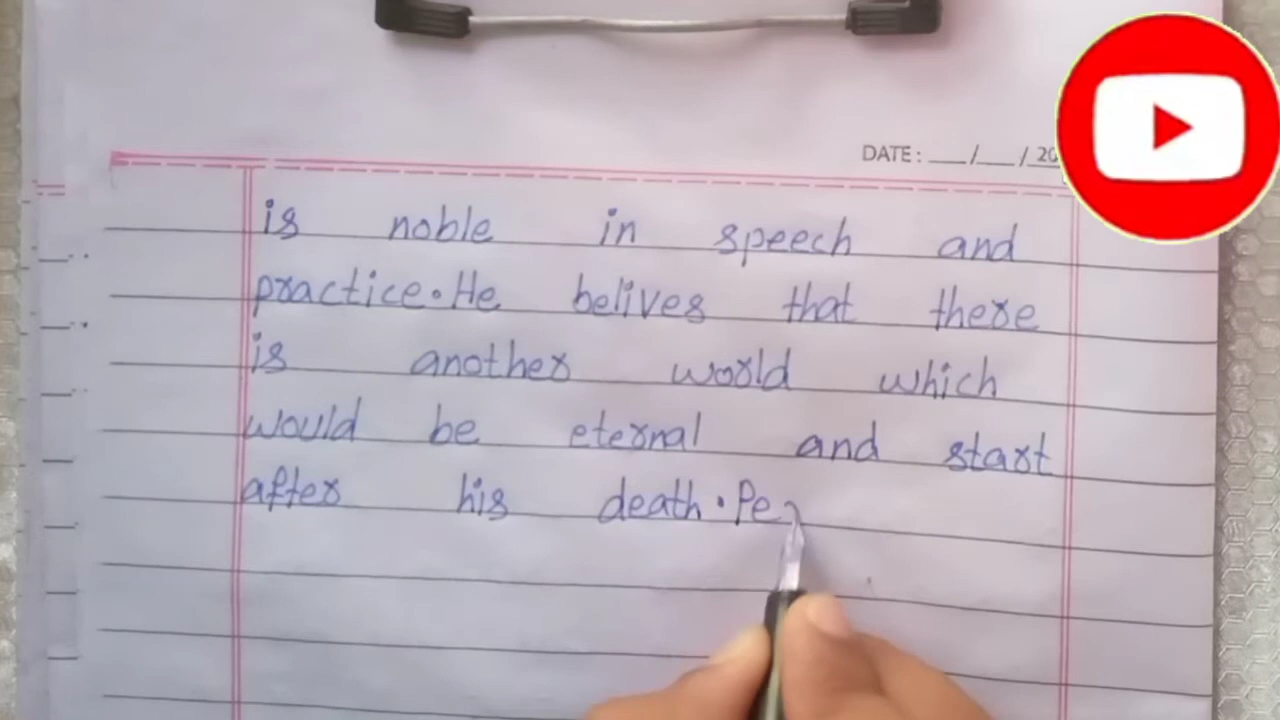 DATE : ___/___/20
is noble in speech and
practice. He belives that there
is another world which
would be eternal and start
after his death. Pe